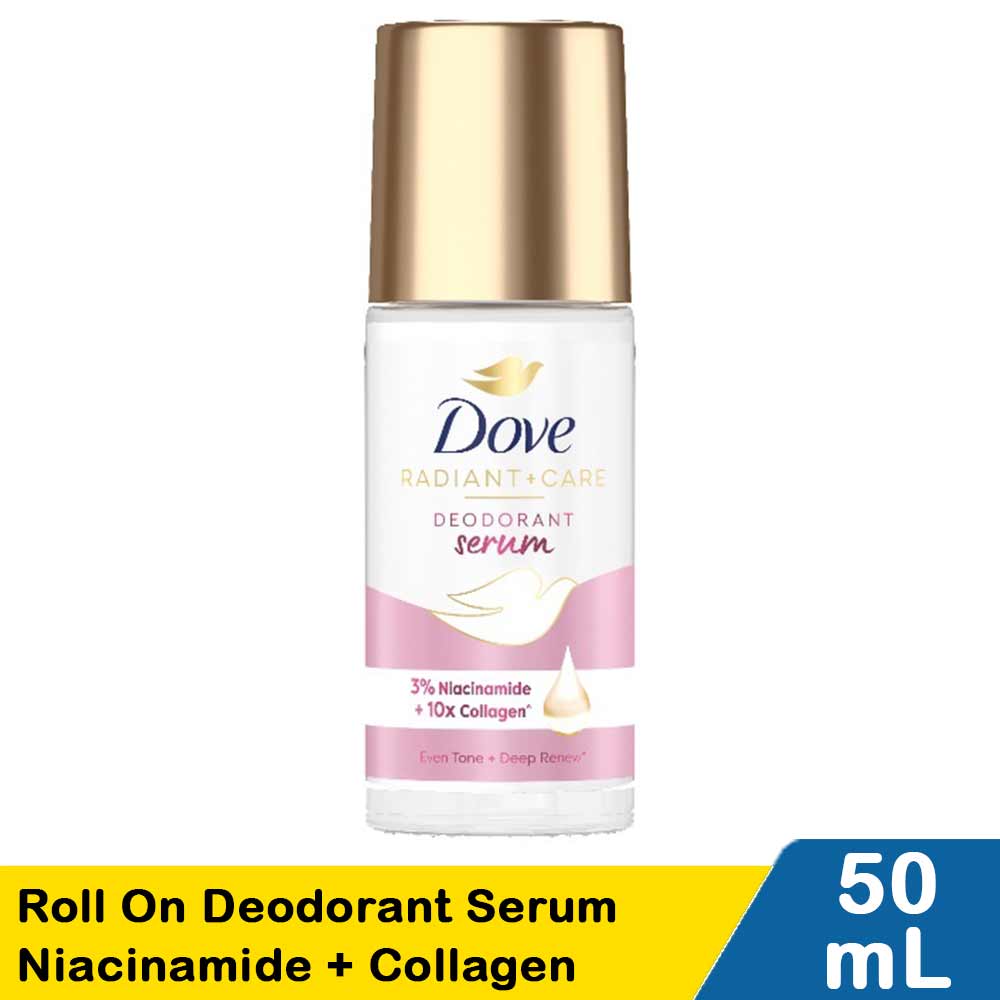 Dove
RADIANT+CARE
DEODORANT
serum
3% Niacinamide
+ 10x Collagen^
Even Tone + Deep Renew*
Roll On Deodorant Serum
Niacinamide + Collagen
50
mL